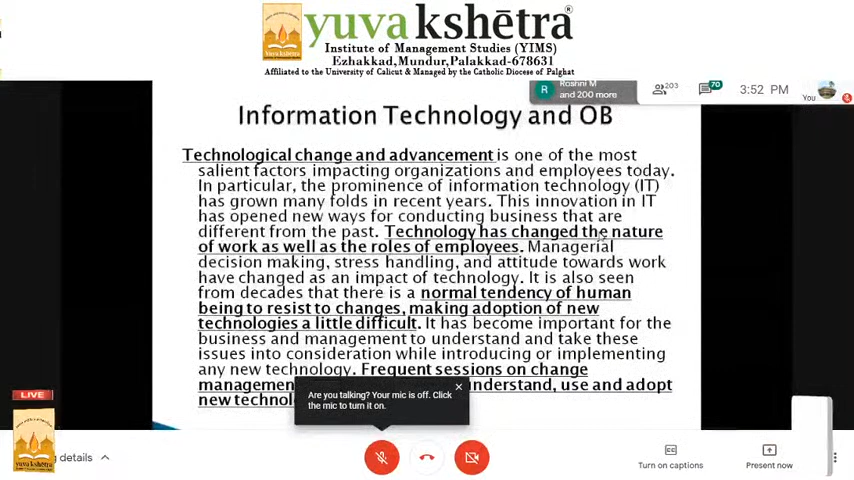 yuvakshētra®
Institute of Management Studies (YIMS)
Ezhakkad,Mundur,Palakkad-678631
Affiliated to the University of Calicut & Managed by the Catholic Diocese of Palghat
R
Roshni M
and 200 more
203
70
3:52 PM
You
Information Technology and OB
Technological change and advancement is one of the most
salient factors impacting organizations and employees today.
In particular, the prominence of information technology (IT)
has grown many folds in recent years. This innovation in IT
has opened new ways for conducting business that are
different from the past. Technology has changed the nature
of work as well as the roles of employees. Managerial
decision making, stress handling, and attitude towards work
have changed as an impact of technology. It is also seen
from decades that there is a normal tendency of human
being to resist to changes, making adoption of new
technologies a little difficult. It has become important for the
business and management to understand and take these
issues into consideration while introducing or implementing
any new technology. Frequent sessions on change
managemen understand, use and adopt
new technol
Are you talking? Your mic is off. Click
the mic to turn it on.
LIVE
yuvakshētra
details
Turn on captions
Present now